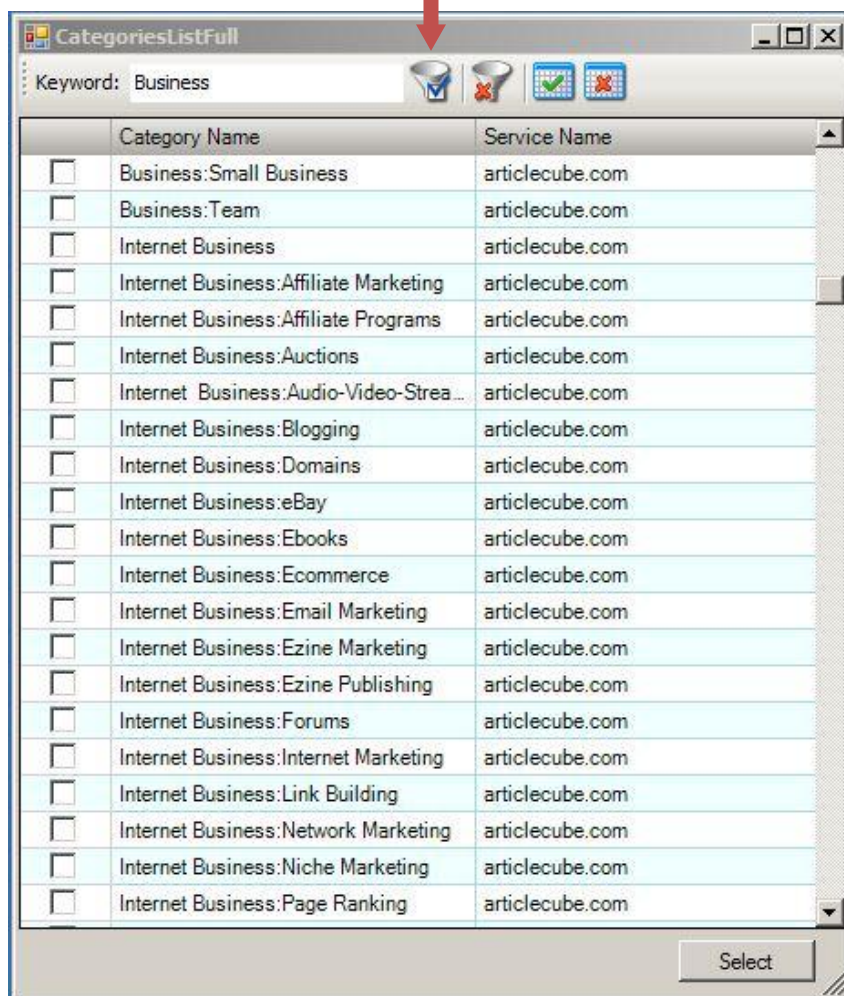 CategoriesListFull
Keyword: Business
Category Name Service Name
Business:Small Business articlecube.com
Business:Team articlecube.com
Internet Business articlecube.com
Internet Business:Affiliate Marketing articlecube.com
Internet Business:Affiliate Programs articlecube.com
Internet Business:Auctions articlecube.com
Internet Business:Audio-Video-Strea... articlecube.com
Internet Business:Blogging articlecube.com
Internet Business:Domains articlecube.com
Internet Business:eBay articlecube.com
Internet Business:Ebooks articlecube.com
Internet Business:Ecommerce articlecube.com
Internet Business:Email Marketing articlecube.com
Internet Business:Ezine Marketing articlecube.com
Internet Business:Ezine Publishing articlecube.com
Internet Business:Forums articlecube.com
Internet Business:Internet Marketing articlecube.com
Internet Business:Link Building articlecube.com
Internet Business:Network Marketing articlecube.com
Internet Business:Niche Marketing articlecube.com
Internet Business:Page Ranking articlecube.com
Select